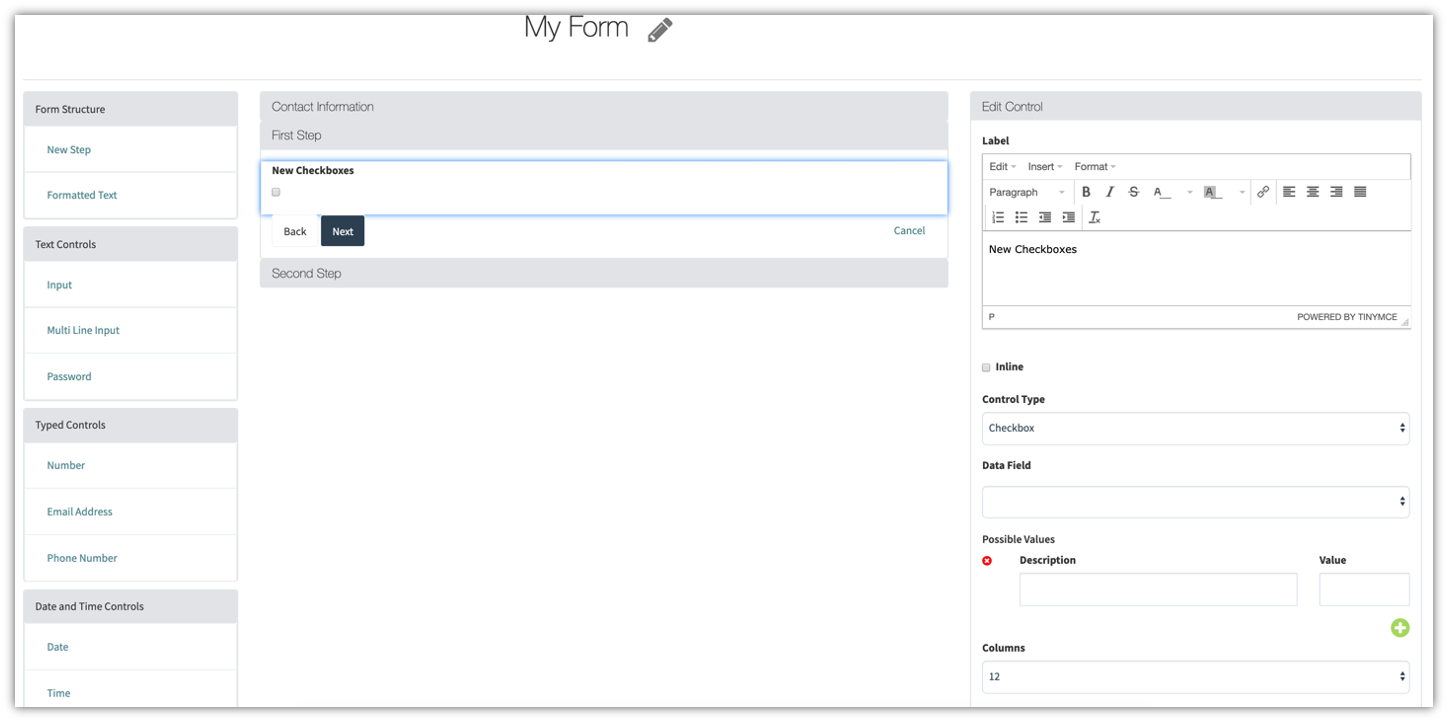 My Form
Form Structure
New Step
Formatted Text
Text Controls
Input
Multi Line Input
Password
Typed Controls
Number
Email Address
Phone Number
Date and Time Controls
Date
Time
Contact Information
First Step
New Checkboxes
Back Next Cancel
Second Step
Edit Control
Label
Edit Insert Format
Paragraph B I S A A
New Checkboxes
P POWERED BY TINYMCE
Inline
Control Type
Checkbox
Data Field
Possible Values
Description Value
Columns
12